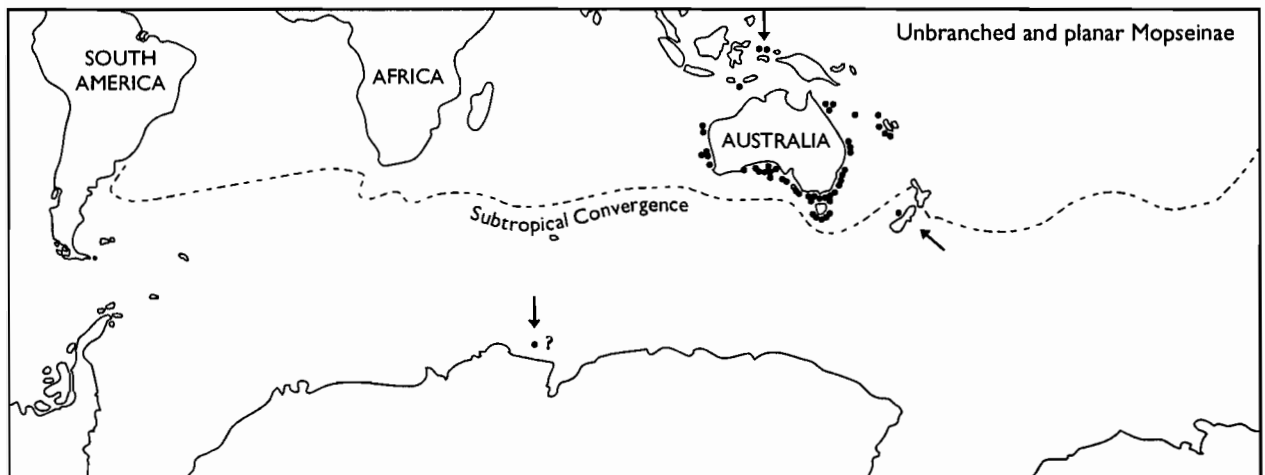 Unbranched and planar Mopseinae
SOUTH
AMERICA
AFRICA
AUSTRALIA
Subtropical Convergence
?